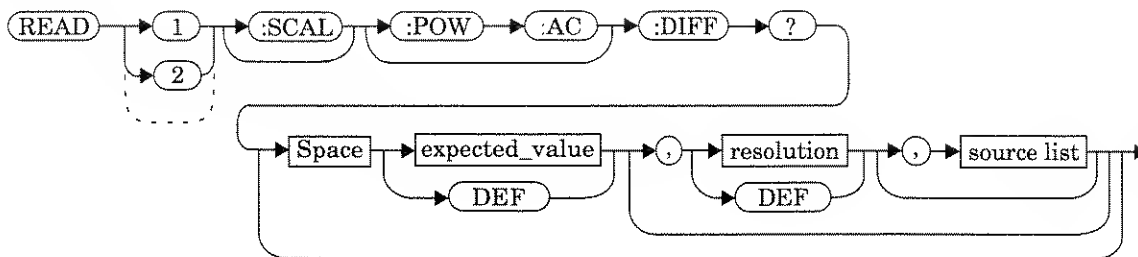 READ 1 :SCAL :POW :AC :DIFF ?
2
Space expected_value , resolution , source list
DEF DEF